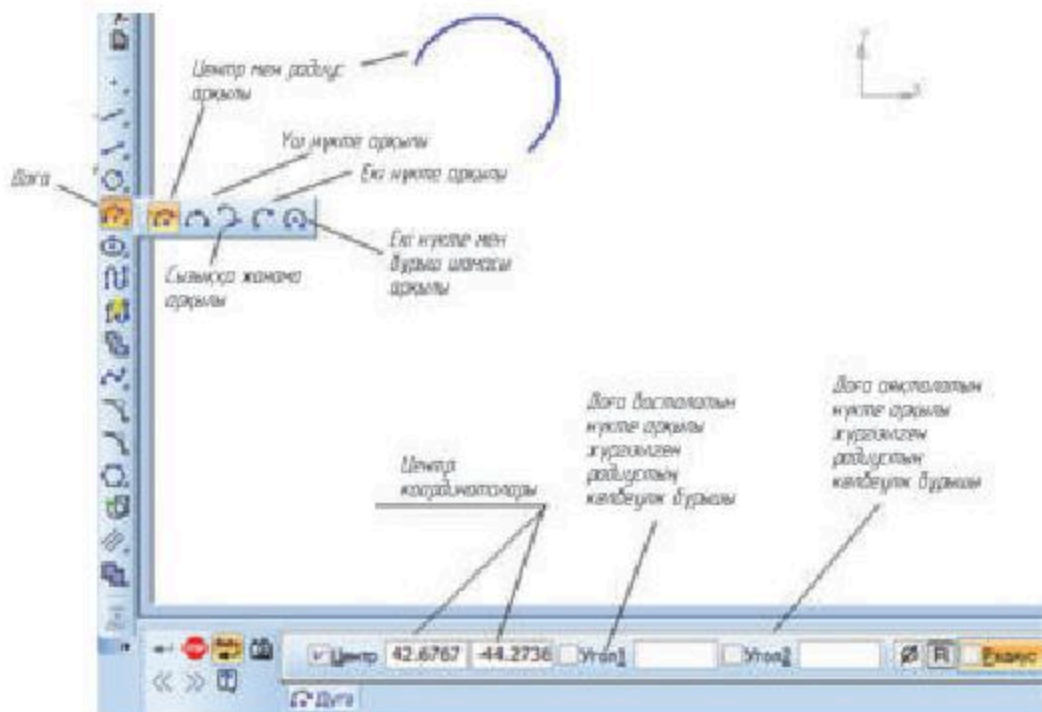 Центр мен радиус
арқылы
Үш нүкте арқылы
Екі нүкте арқылы
Доға
Екі нүкте мен
бұрыш шамасы
арқылы
Сызыққа жанама
арқылы
Доға басталатын
нүкте арқылы
жүргізілген
радиустың
көлбеулік бұрышы
Доға аяқталатын
нүкте арқылы
жүргізілген
радиустың
көлбеулік бұрышы
Центр
координаталары
Центр 42.6767 -44.2736 Угол1 Угол2 Ø R Радиус
Дуга